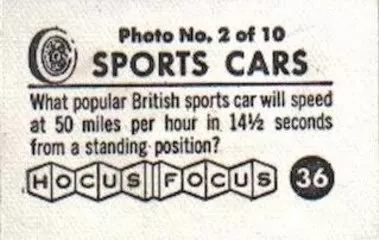 Photo No. 2 of 10
SPORTS CARS
What popular British sports car will speed
at 50 miles per hour in 14½ seconds
from a standing position?
HOCUS FOCUS 36